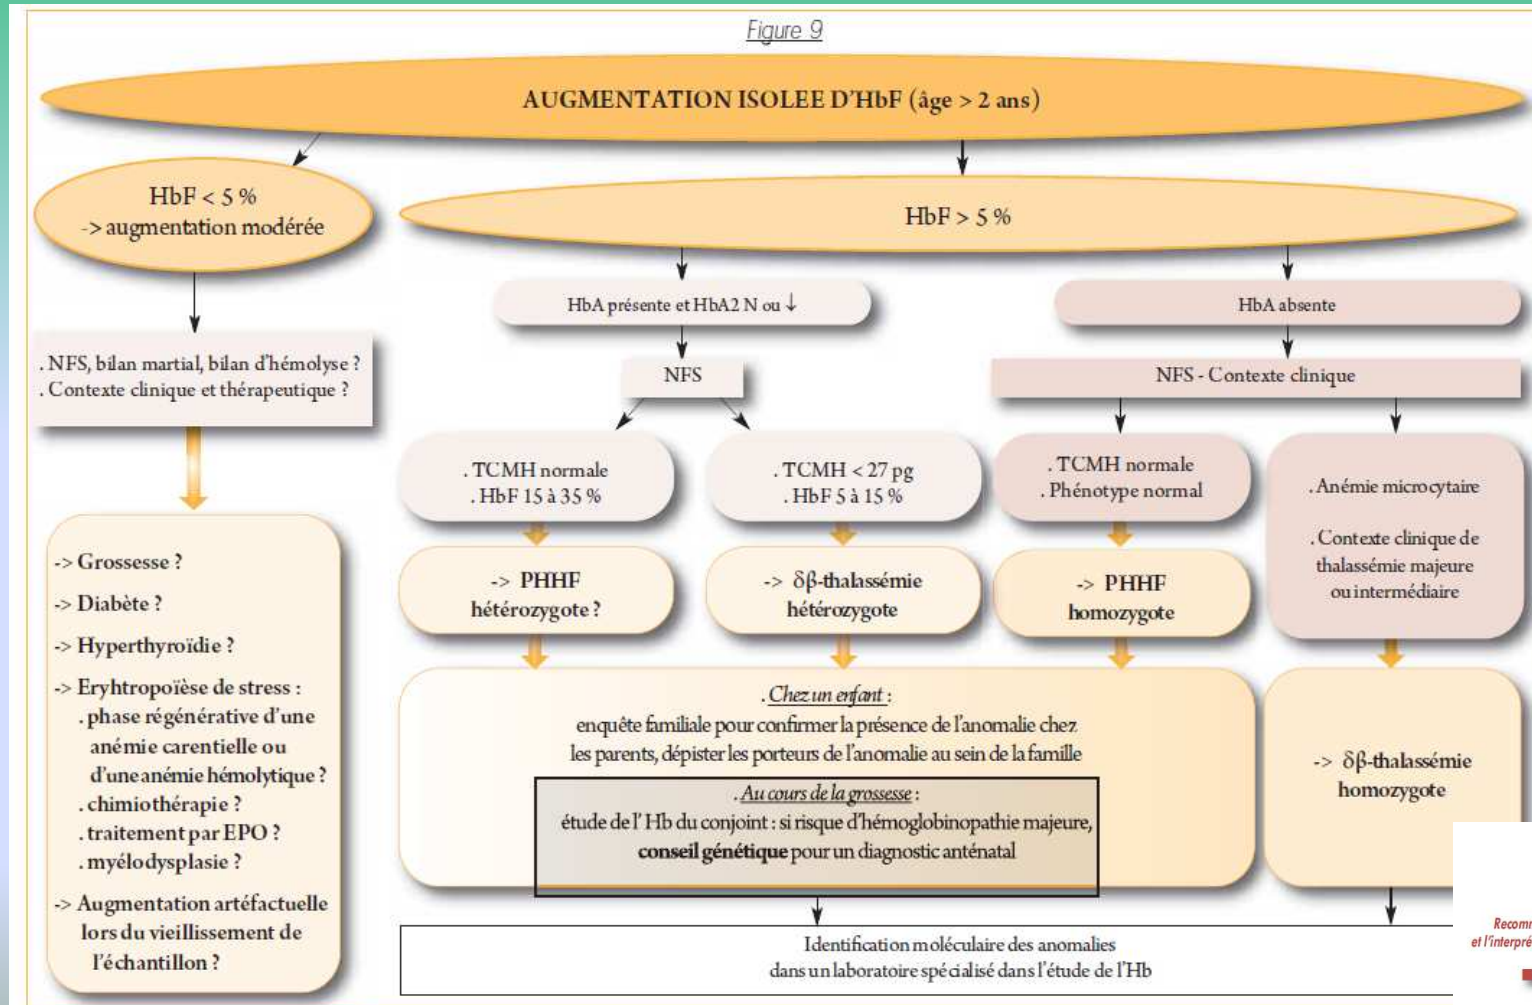 Figure 9
AUGMENTATION ISOLEE D'HbF (âge > 2 ans)
HbF < 5 %
-> augmentation modérée
HbF > 5 %
HbA présente et HbA2 N ou ↓
HbA absente
. NFS, bilan martial, bilan d'hémolyse ?
. Contexte clinique et thérapeutique ?
NFS
NFS - Contexte clinique
. TCMH normale
. HbF 15 à 35 %
. TCMH < 27 pg
. HbF 5 à 15 %
. TCMH normale
. Phénotype normal
. Anémie microcytaire
. Contexte clinique de
thalassémie majeure
ou intermédiaire
-> PHHF
hétérozygote ?
-> δβ-thalassémie
hétérozygote
-> PHHF
homozygote
-> Grossesse ?
-> Diabète ?
-> Hyperthyroïdie ?
-> Eryhtropoïèse de stress :
. phase régénérative d'une
anémie carentielle ou
d'une anémie hémolytique ?
. chimiothérapie ?
. traitement par EPO ?
. myélodysplasie ?
-> Augmentation artéfactuelle
lors du vieillissement de
l'échantillon ?
. Chez un enfant :
enquête familiale pour confirmer la présence de l'anomalie chez
les parents, dépister les porteurs de l'anomalie au sein de la famille
. Au cours de la grossesse :
étude de l' Hb du conjoint : si risque d'hémoglobinopathie majeure,
conseil génétique pour un diagnostic anténatal
-> δβ-thalassémie
homozygote
Identification moléculaire des anomalies
dans un laboratoire spécialisé dans l'étude de l'Hb